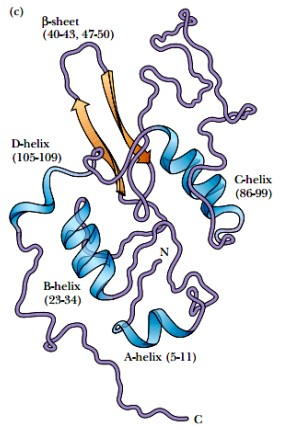 (c)
β-sheet
(40-43, 47-50)
D-helix
(105-109)
C-helix
(86-99)
N
B-helix
(23-34)
A-helix (5-11)
C